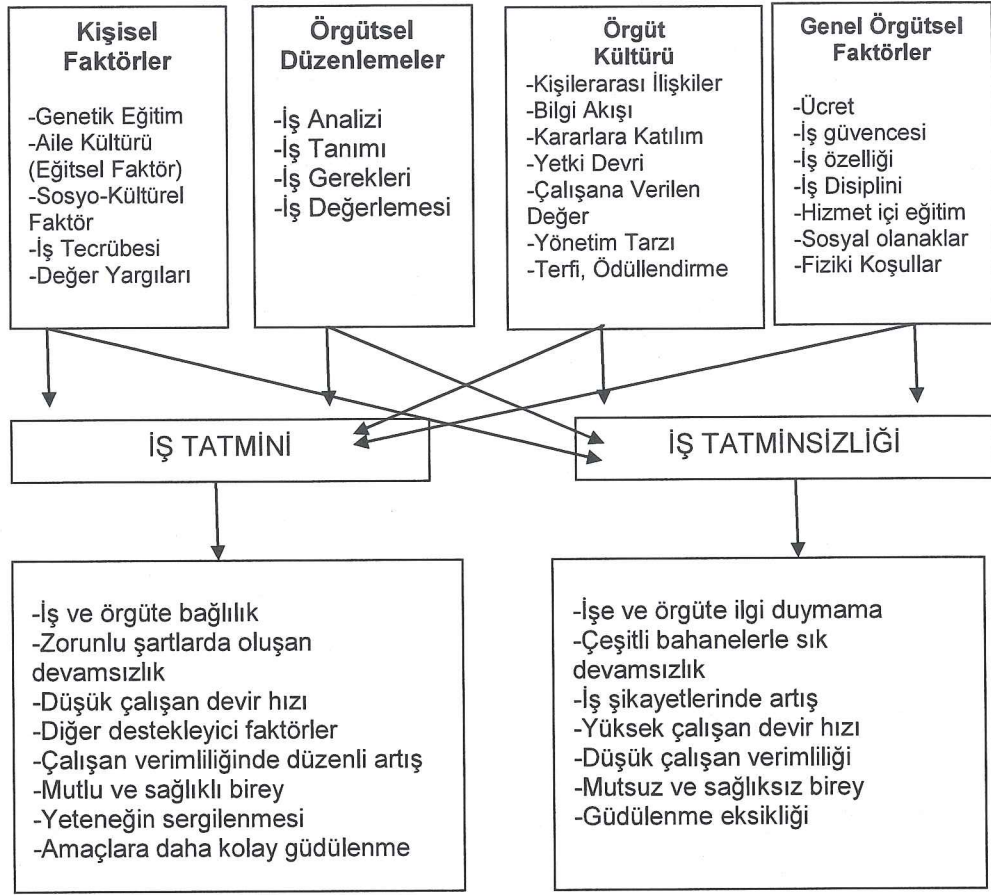 Kişisel
Faktörler
-Genetik Eğitim
-Aile Kültürü
(Eğitsel Faktör)
-Sosyo-Kültürel
Faktör
-İş Tecrübesi
-Değer Yargıları
Örgütsel
Düzenlemeler
-İş Analizi
-İş Tanımı
-İş Gerekleri
-İş Değerlemesi
Örgüt
Kültürü
-Kişilerarası İlişkiler
-Bilgi Akışı
-Kararlara Katılım
-Yetki Devri
-Çalışana Verilen
Değer
-Yönetim Tarzı
-Terfi, Ödüllendirme
Genel Örgütsel
Faktörler
-Ücret
-İş güvencesi
-İş özelliği
-İş Disiplini
-Hizmet içi eğitim
-Sosyal olanaklar
-Fiziki Koşullar
İŞ TATMİNİ
İŞ TATMİNSİZLİĞİ
-İş ve örgüte bağlılık
-Zorunlu şartlarda oluşan
devamsızlık
-Düşük çalışan devir hızı
-Diğer destekleyici faktörler
-Çalışan verimliliğinde düzenli artış
-Mutlu ve sağlıklı birey
-Yeteneğin sergilenmesi
-Amaçlara daha kolay güdülenme
-İşe ve örgüte ilgi duymama
-Çeşitli bahanelerle sık
devamsızlık
-İş şikayetlerinde artış
-Yüksek çalışan devir hızı
-Düşük çalışan verimliliği
-Mutsuz ve sağlıksız birey
-Güdülenme eksikliği